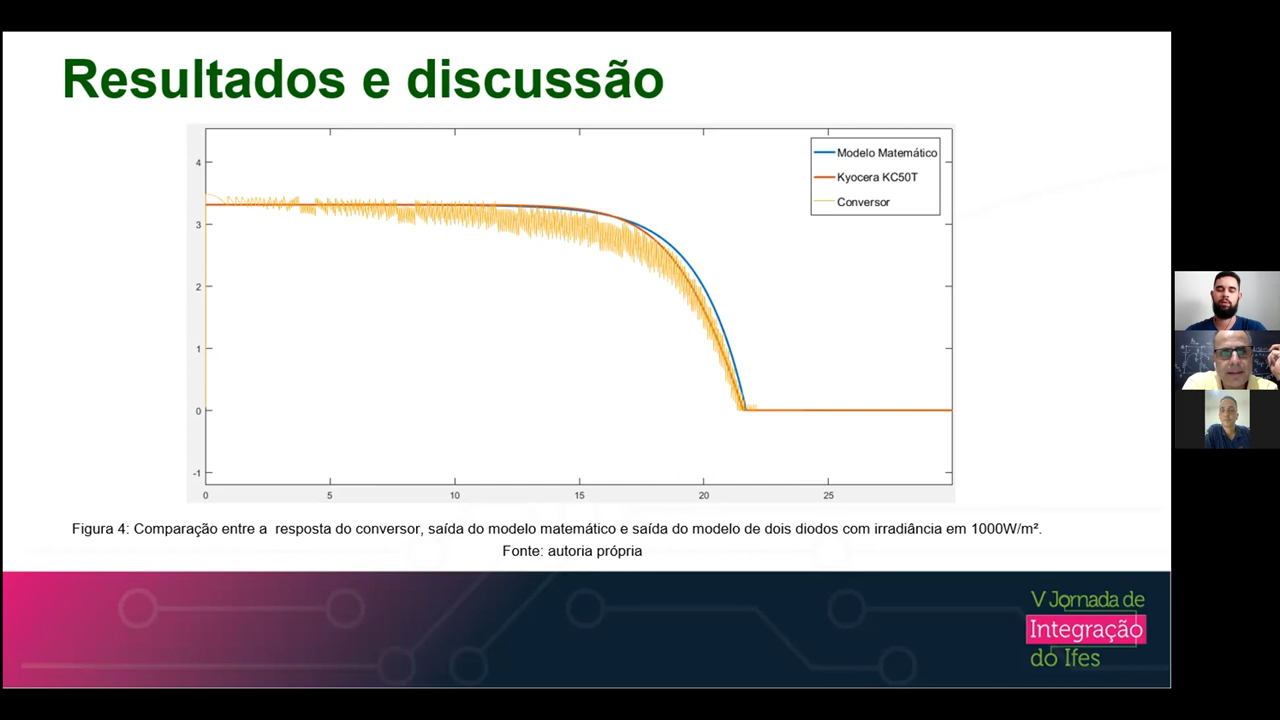 Resultados e discussão
Modelo Matemático
Kyocera KC50T
Conversor
4
3
2
1
0
-1
0
5
10
15
20
25
Figura 4: Comparação entre a resposta do conversor, saída do modelo matemático e saída do modelo de dois diodos com irradiância em 1000W/m².
Fonte: autoria própria
V Jornada de
Integração
do Ifes